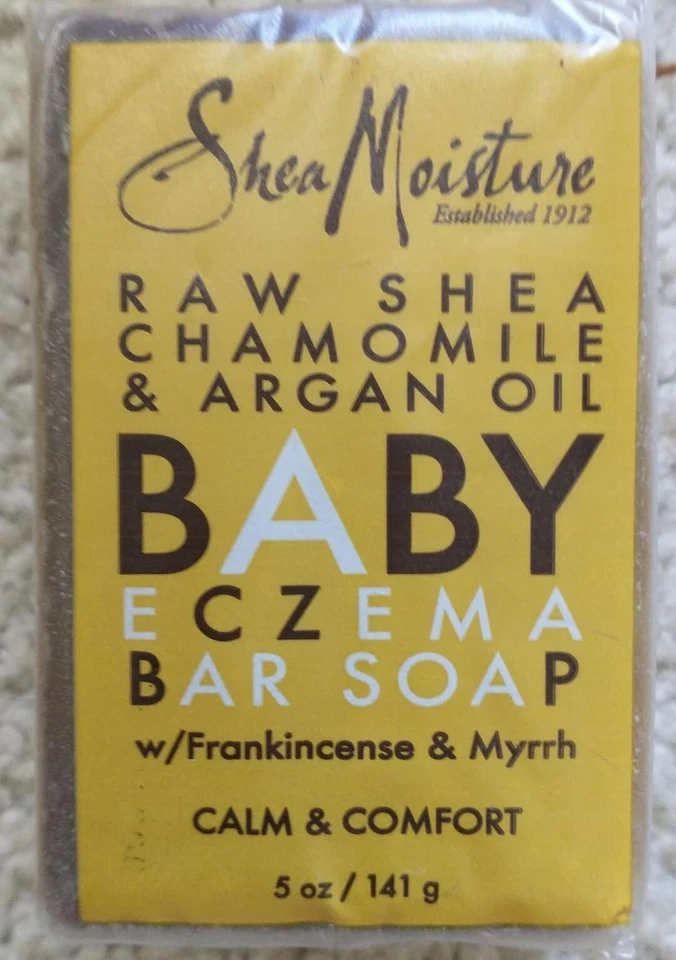 SheaMoisture
Established 1912
RAW SHEA
CHAMOMILE
& ARGAN OIL
BABY
ECZEMA
BAR SOAP
w/Frankincense & Myrrh
CALM & COMFORT
5 oz / 141 g